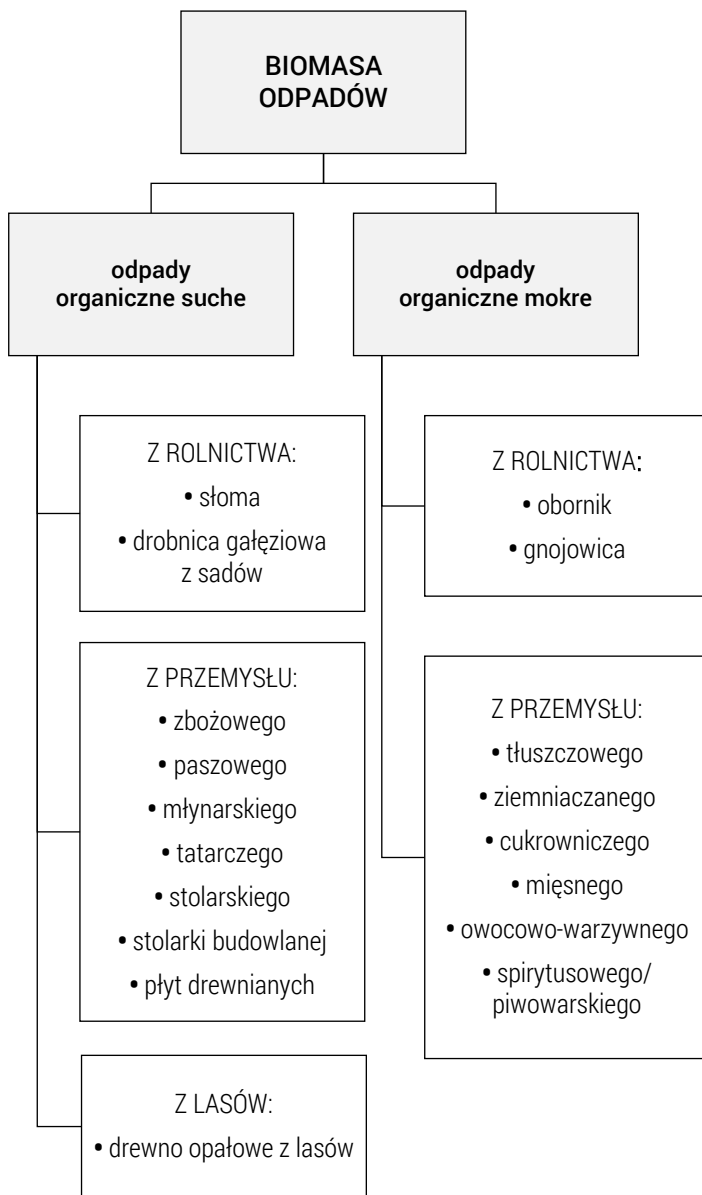 BIOMASA
ODPADÓW
odpady
organiczne suche
Z ROLNICTWA:
• słoma
• drobnica gałęziowa
z sadów
Z PRZEMYSŁU:
• zbożowego
• paszowego
• młynarskiego
• tatarczego
• stolarskiego
• stolarki budowlanej
• płyt drewnianych
Z LASÓW:
• drewno opałowe z lasów
odpady
organiczne mokre
Z ROLNICTWA:
• obornik
• gnojowica
Z PRZEMYSŁU:
• tłuszczowego
• ziemniaczanego
• cukrowniczego
• mięsnego
• owocowo-warzywnego
• spirytusowego/
piwowarskiego